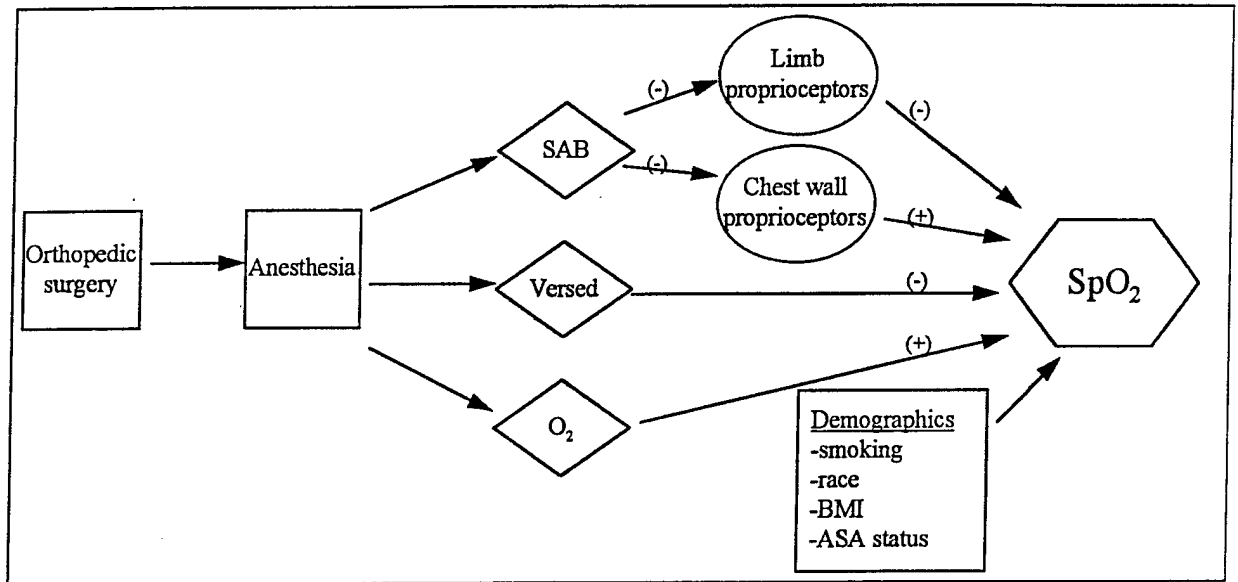 Orthopedic
surgery
Anesthesia
SAB
Versed
O₂
(-)
(-)
Limb
proprioceptors
Chest wall
proprioceptors
(-)
(+)
(-)
(+)
SpO₂
Demographics
-smoking
-race
-BMI
-ASA status